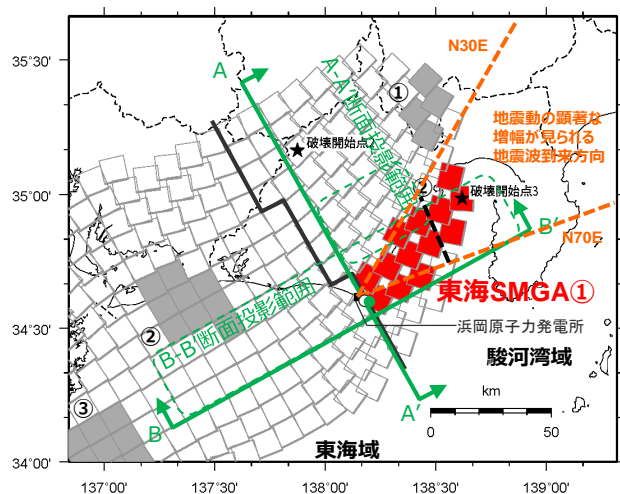 35°30'
35°00'
34°30'
34°00'
137°00'
137°30'
138°00'
138°30'
139°00'
N30E
地震動の顕著な
増幅が見られる
地震波到来方向
A
A-A'断面投影範囲
①
破壊開始点2
破壊開始点3
B'
N70E
東海SMGA①
浜岡原子力発電所
駿河湾域
B-B'断面投影範囲
②
③
B
A'
km
0
50
東海域